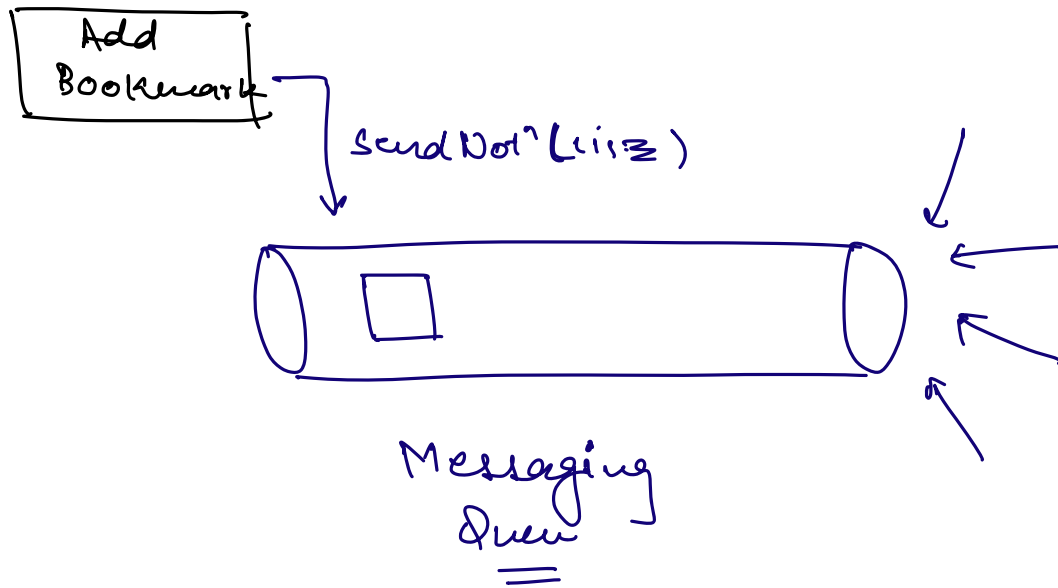 Add
Bookmark
Send Notⁿ (
Messaging
Queu